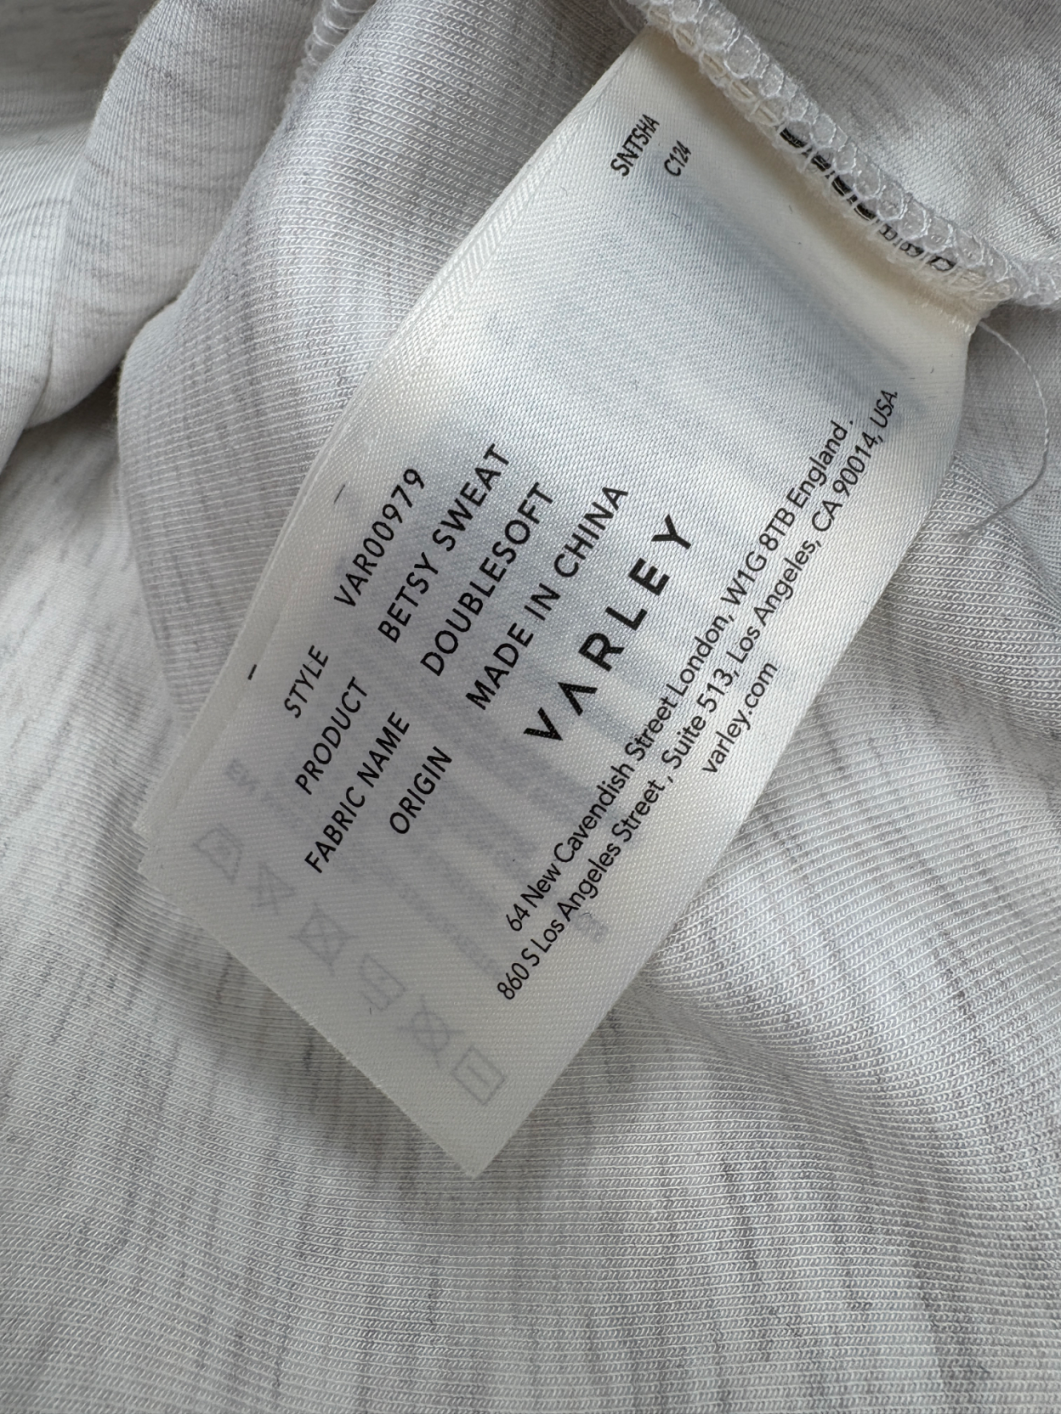 SNTSHA
C124
STYLE VAR00979
PRODUCT BETSY SWEAT
FABRIC NAME DOUBLESOFT
ORIGIN MADE IN CHINA
VARLEY
64 New Cavendish Street London, W1G 8TB England .
860 S Los Angeles Street , Suite 513, Los Angeles, CA 90014, USA.
varley.com